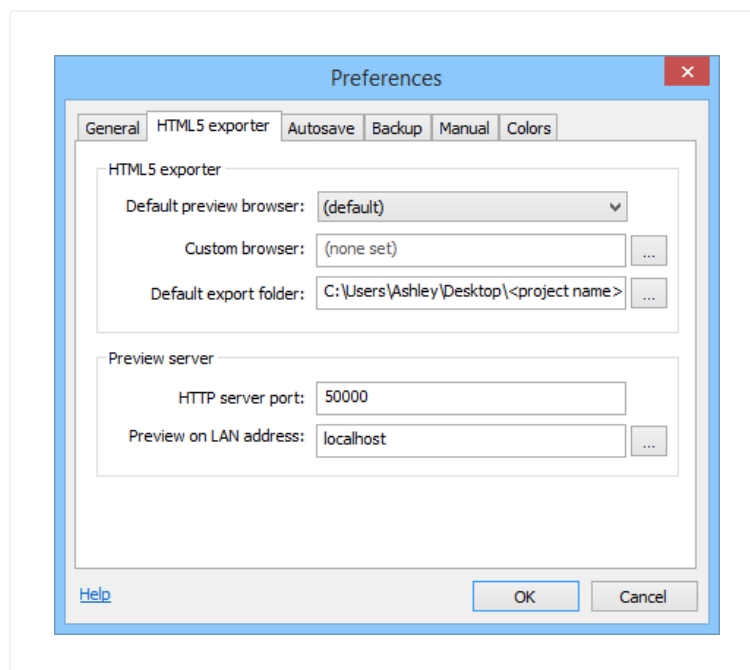 Preferences
General HTML5 exporter Autosave Backup Manual Colors
HTML5 exporter
Default preview browser: (default)
Custom browser: (none set) ...
Default export folder: C:\Users\Ashley\Desktop\<project name> ...
Preview server
HTTP server port: 50000
Preview on LAN address: localhost ...
Help OK Cancel